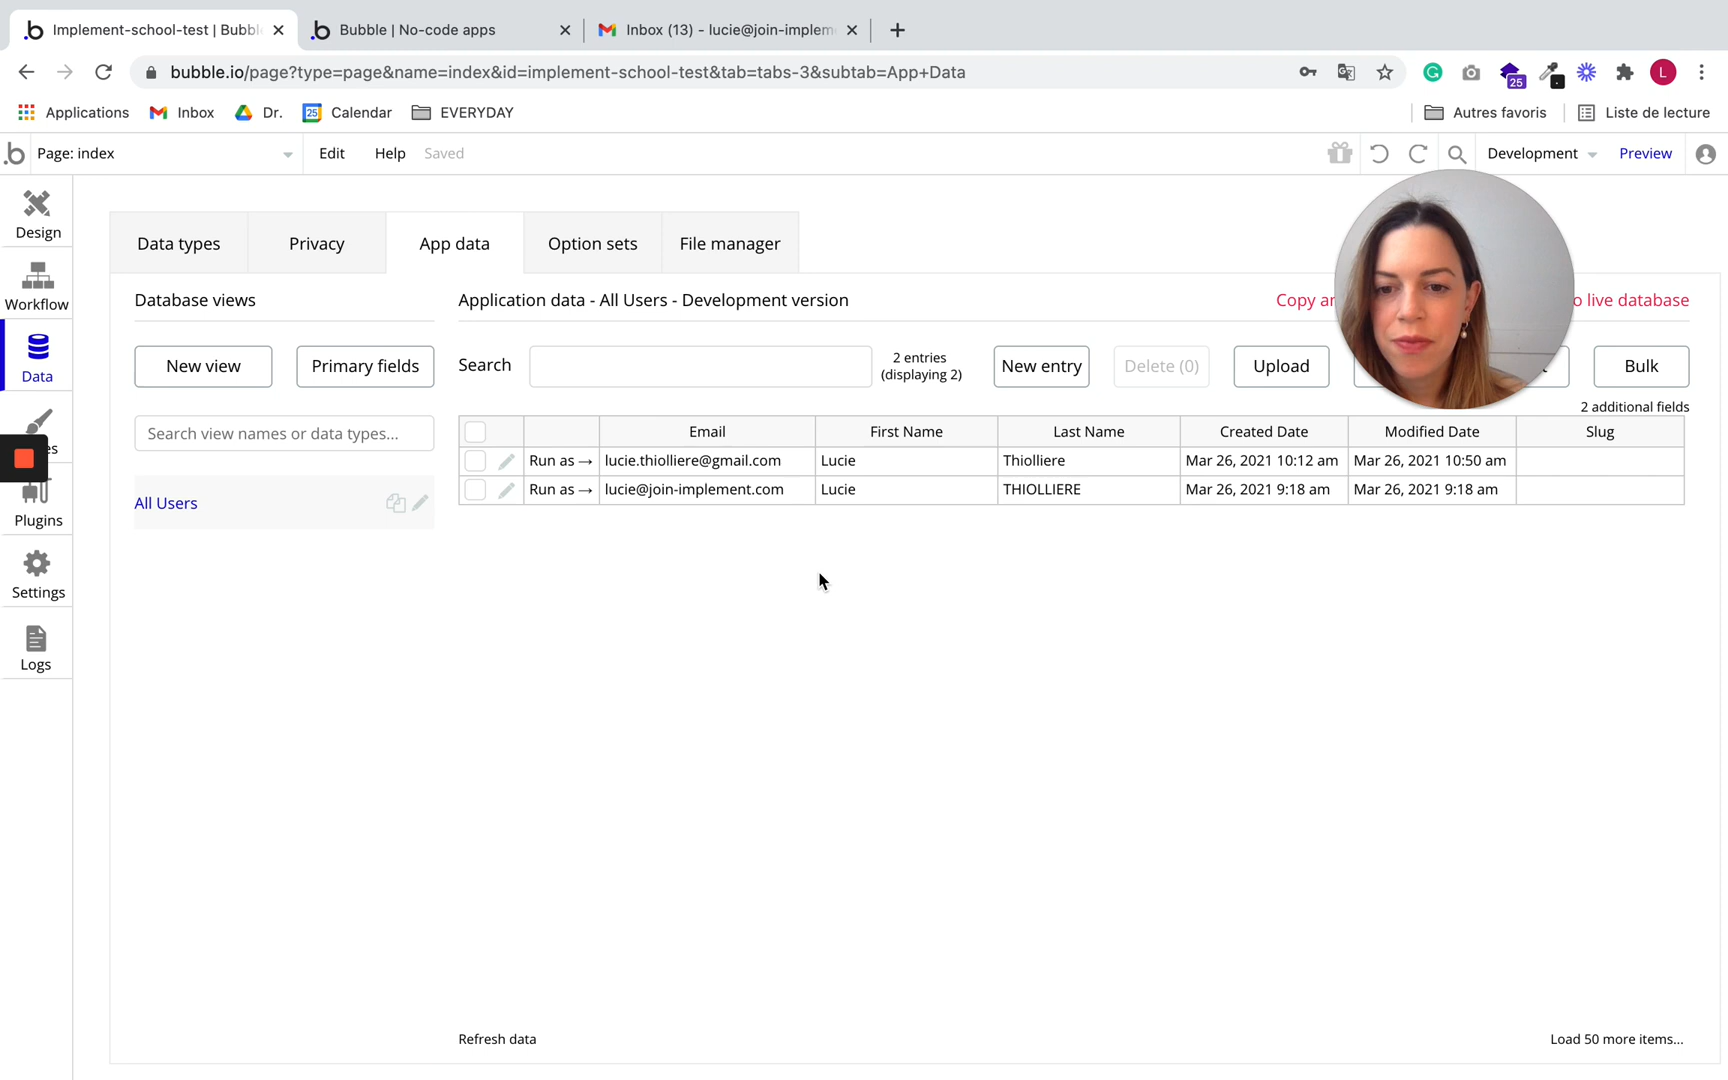 Implement-school-test | Bubbl
Bubble | No-code apps
Inbox (13) - lucie@join-implem
bubble.io/page?type=page&name=index&id=implement-school-test&tab=tabs-3&subtab=App+Data
25
L
Applications
Inbox
Dr.
25
Calendar
EVERYDAY
Autres favoris
Liste de lecture
Page: index
Edit
Help
Saved
Development
Preview
Design
Workflow
Data
Plugins
Settings
Logs
Data types
Privacy
App data
Option sets
File manager
Database views
Application data - All Users - Development version
Copy
live database
New view
Primary fields
Search
2 entries
(displaying 2)
New entry
Delete (0)
Upload
Bulk
2 additional fields
Search view names or data types...
All Users
Email First Name Last Name Created Date Modified Date Slug
Run as → lucie.thiolliere@gmail.com Lucie Thiolliere Mar 26, 2021 10:12 am Mar 26, 2021 10:50 am
Run as → lucie@join-implement.com Lucie THIOLLIERE Mar 26, 2021 9:18 am Mar 26, 2021 9:18 am
Refresh data
Load 50 more items...